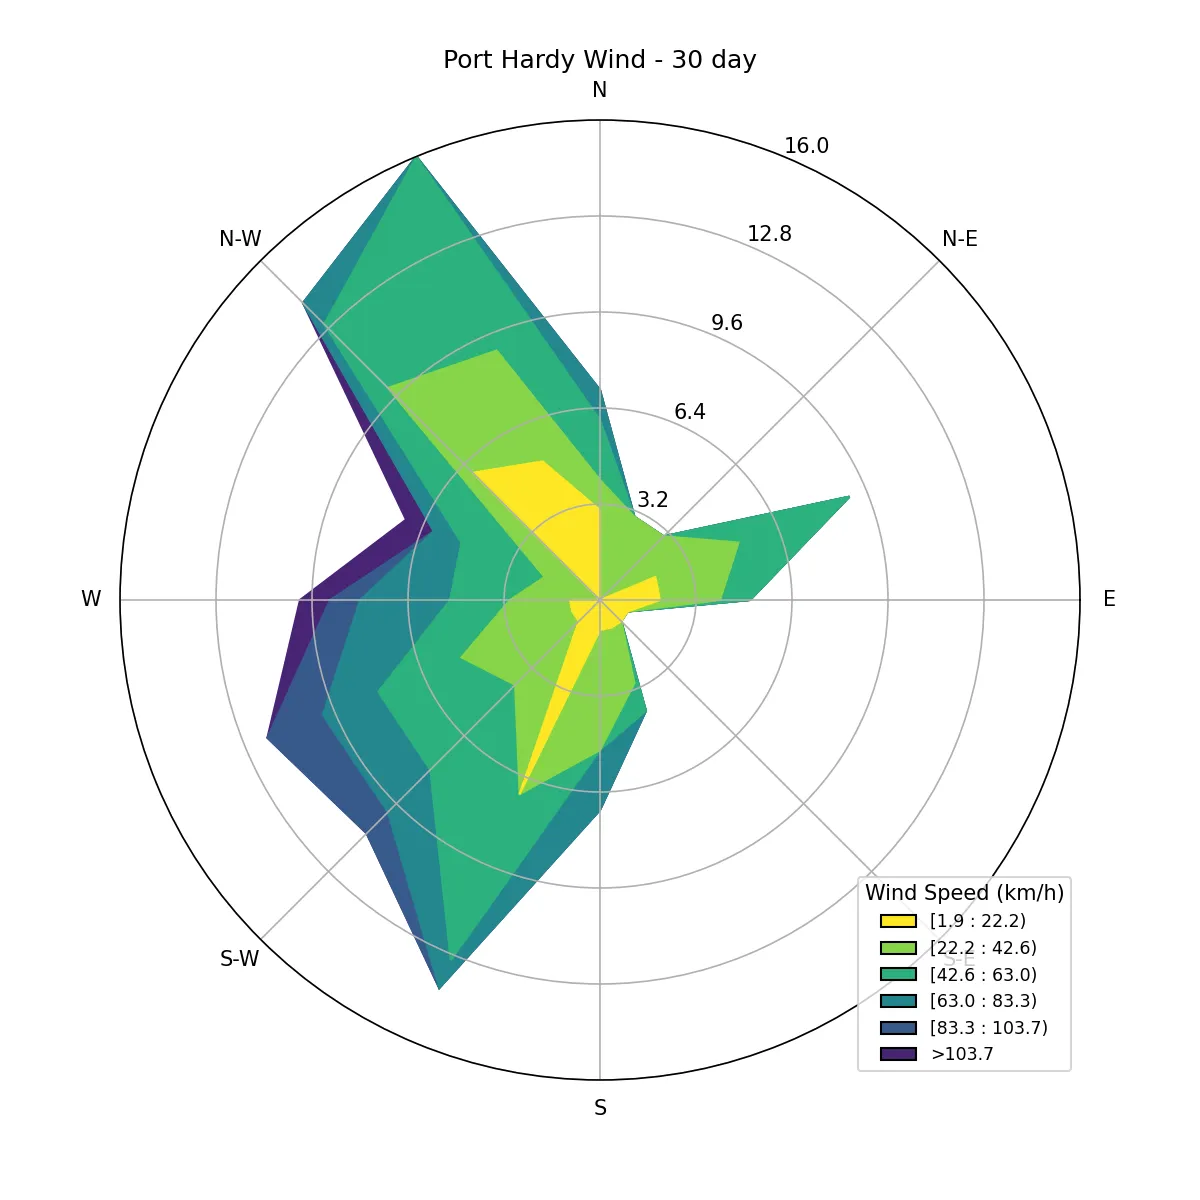 Port Hardy Wind - 30 day
N
16.0
12.8
N-W
N-E
9.6
6.4
3.2
W
E
Wind Speed (km/h)
[1.9 : 22.2)
[22.2 : 42.6)
S-W
S-E
[42.6 : 63.0)
[63.0 : 83.3)
[83.3 : 103.7)
>103.7
S